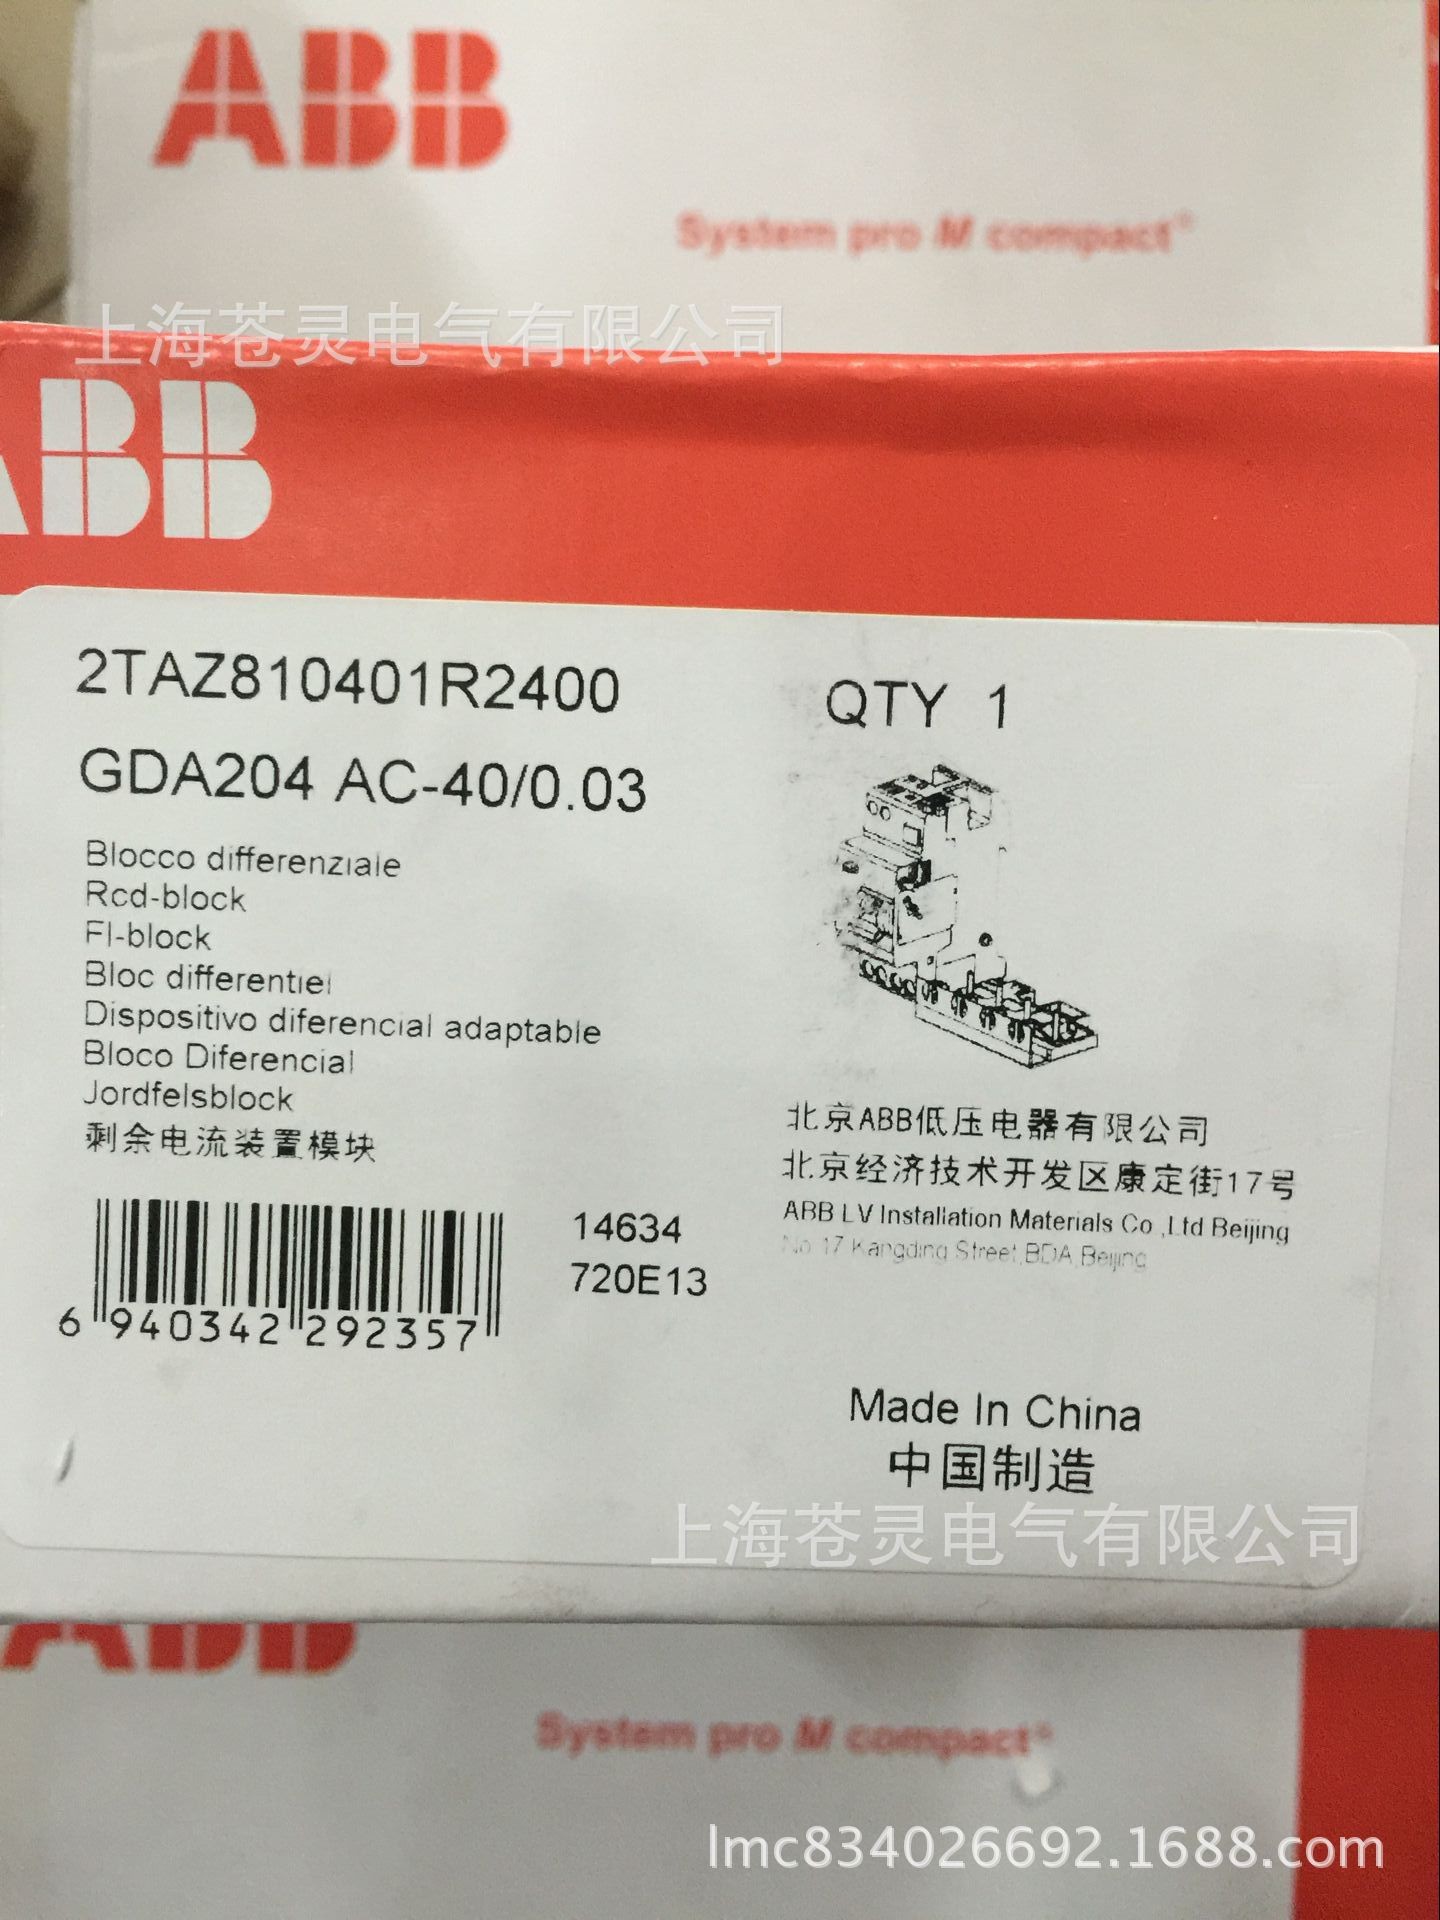 ABB
System pro M compact®
上海苍灵电气有限公司
ABB
2TAZ810401R2400
QTY 1
GDA204 AC-40/0.03
Blocco differenziale
Rcd-block
FI-block
Bloc differentiel
Dispositivo diferencial adaptable
Bloco Diferencial
Jordfelsblock
剩余电流装置模块
北京ABB低压电器有限公司
北京经济技术开发区康定街17号
ABB LV Installation Materials Co.,Ltd Beijing
No 17 Kangding Street,BDA,Beijing
14634
720E13
6 940342 292357
Made In China
中国制造
上海苍灵电气有限公司
ABB
System pro M compact®
lmc834026692.1688.com